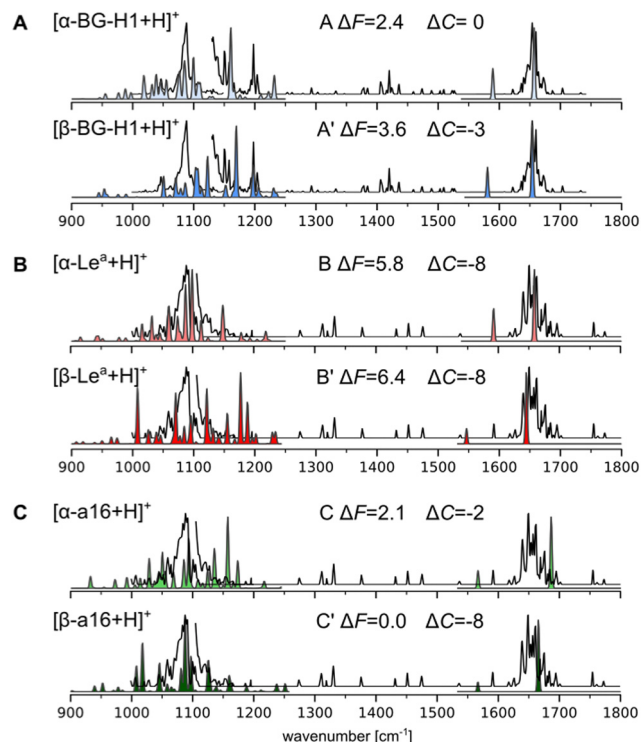 A [α-BG-H1+H]⁺ A ΔF=2.4 ΔC= 0
[β-BG-H1+H]⁺ A' ΔF=3.6 ΔC=-3
900 1000 1100 1200 1300 1400 1500 1600 1700 1800
B [α-Leᵃ+H]⁺ B ΔF=5.8 ΔC=-8
[β-Leᵃ+H]⁺ B' ΔF=6.4 ΔC=-8
900 1000 1100 1200 1300 1400 1500 1600 1700 1800
C [α-a16+H]⁺ C ΔF=2.1 ΔC=-2
[β-a16+H]⁺ C' ΔF=0.0 ΔC=-8
900 1000 1100 1200 1300 1400 1500 1600 1700 1800
wavenumber [cm⁻¹]